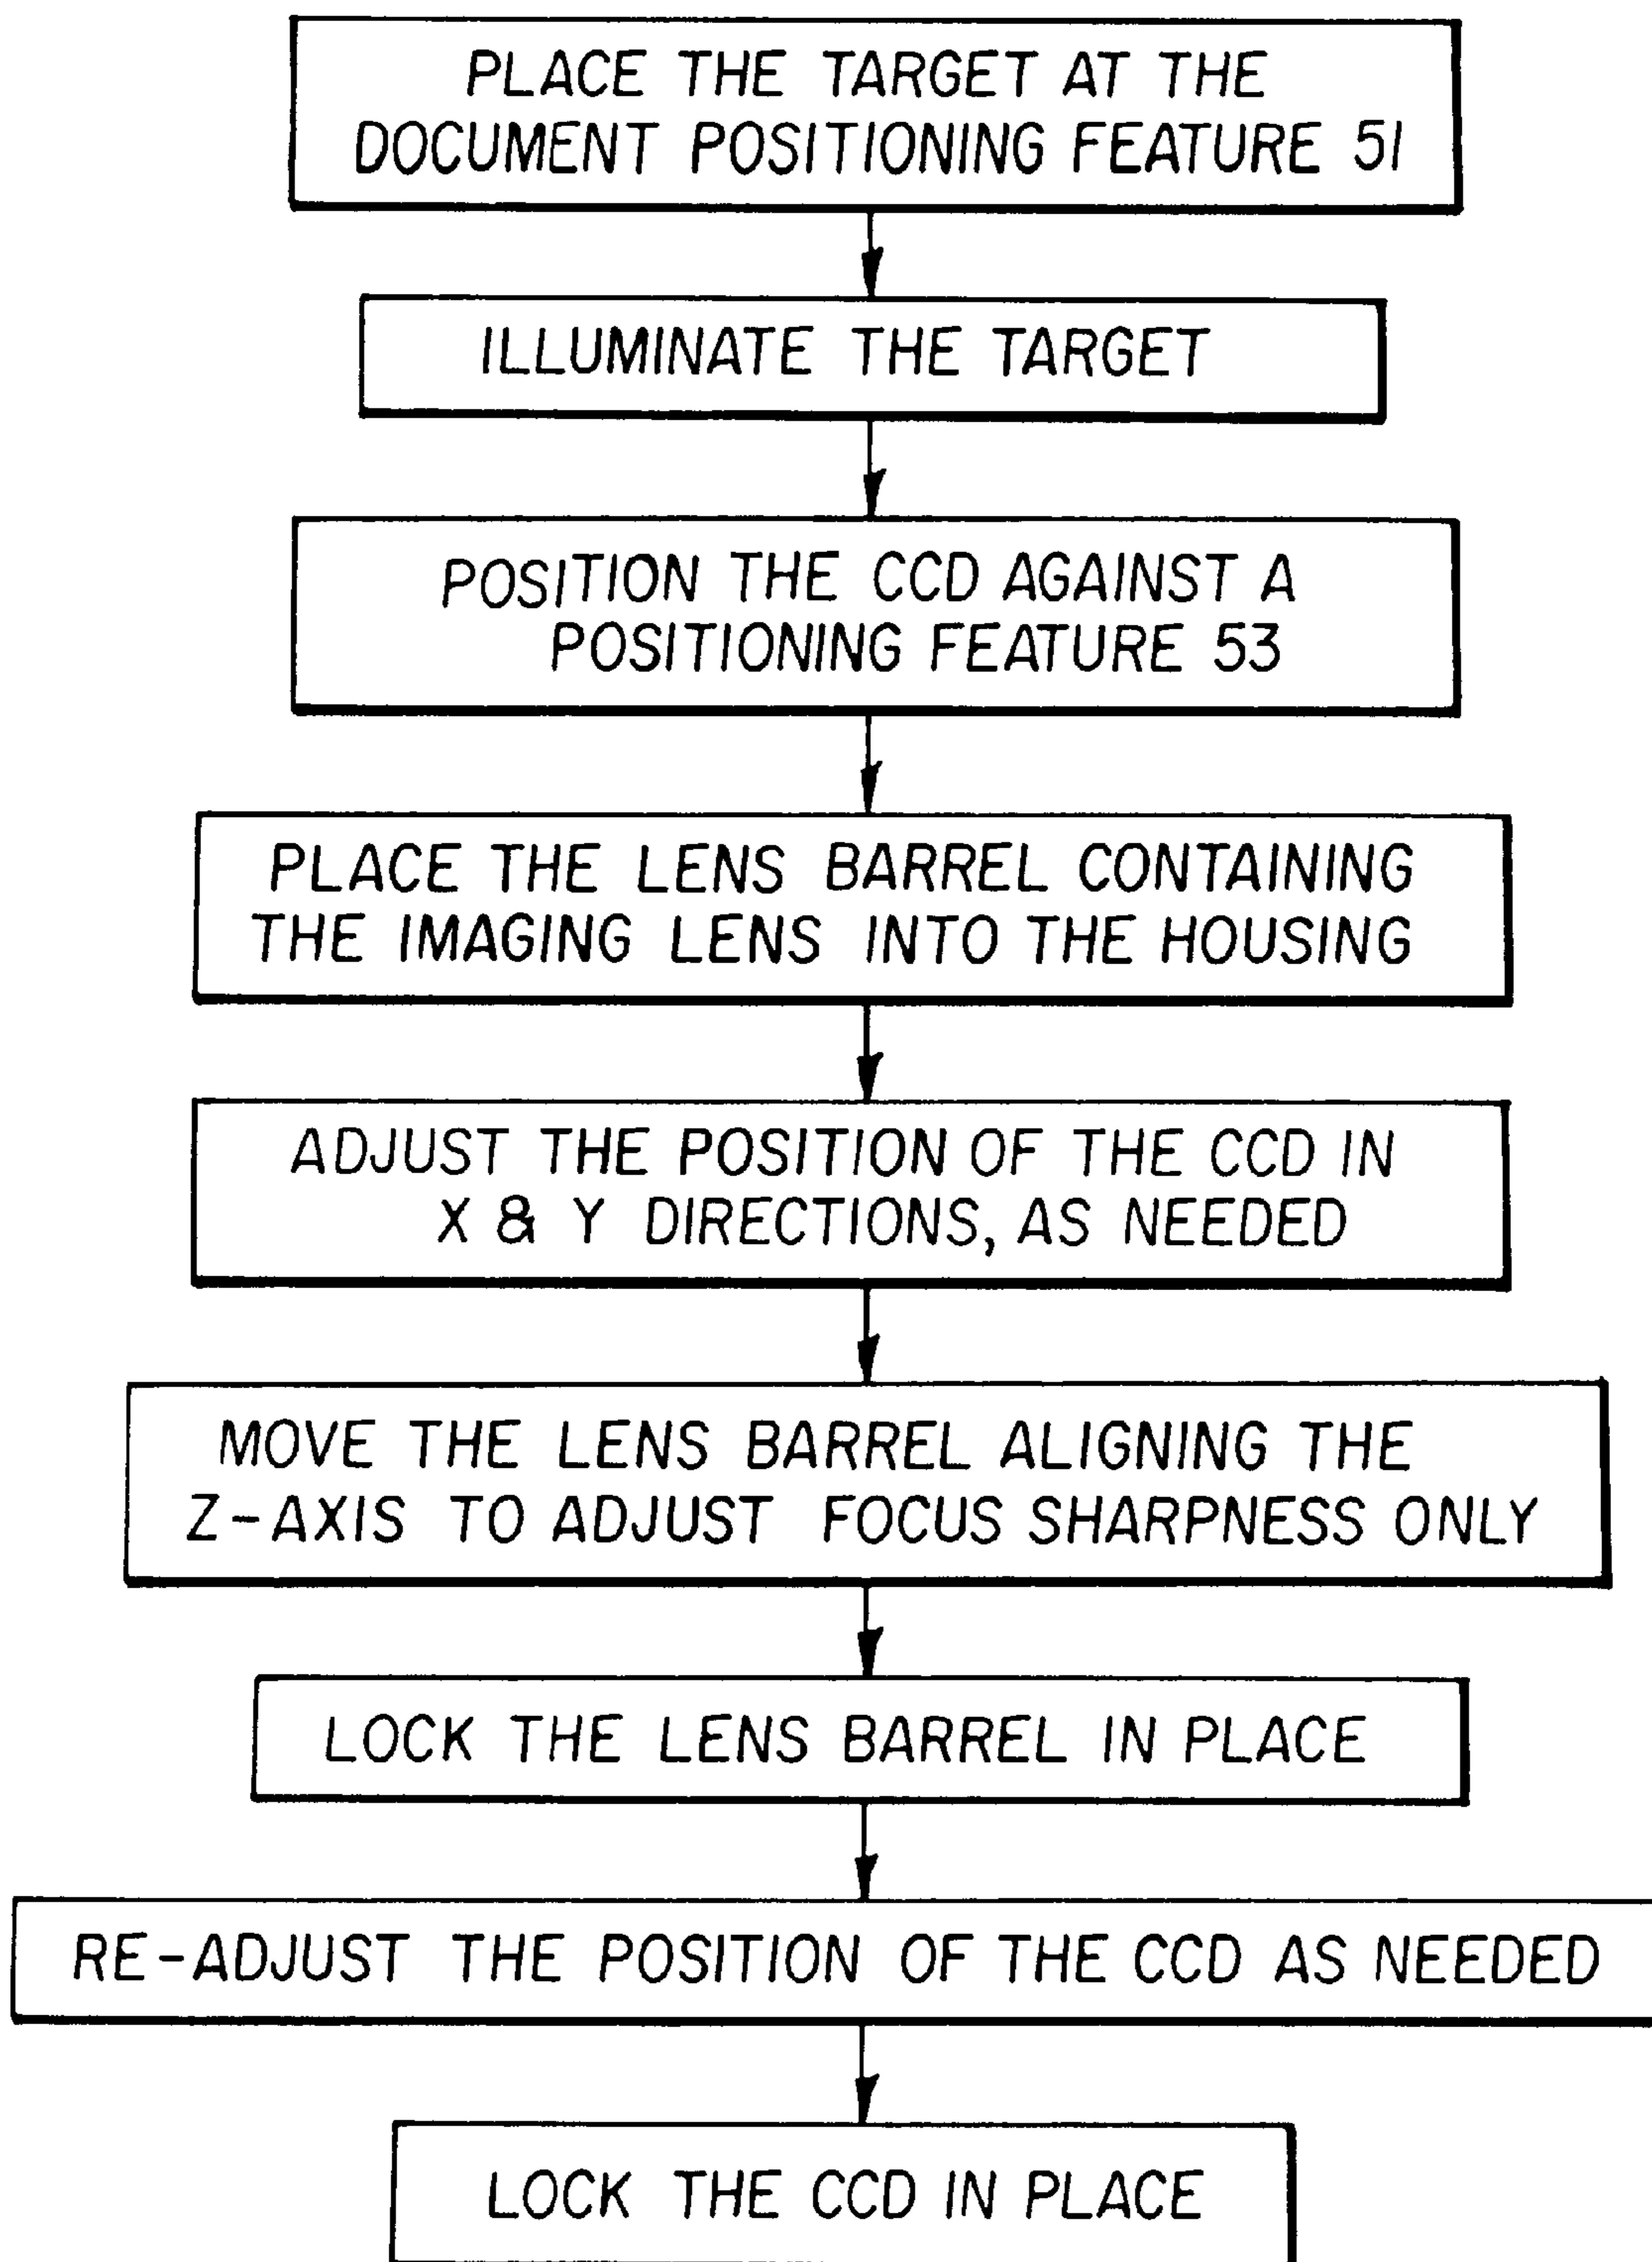 PLACE THE TARGET AT THE
DOCUMENT POSITIONING FEATURE 51
ILLUMINATE THE TARGET
POSITION THE CCD AGAINST A
POSITIONING FEATURE 53
PLACE THE LENS BARREL CONTAINING
THE IMAGING LENS INTO THE HOUSING
ADJUST THE POSITION OF THE CCD IN
X & Y DIRECTIONS, AS NEEDED
MOVE THE LENS BARREL ALIGNING THE
Z-AXIS TO ADJUST FOCUS SHARPNESS ONLY
LOCK THE LENS BARREL IN PLACE
RE-ADJUST THE POSITION OF THE CCD AS NEEDED
LOCK THE CCD IN PLACE